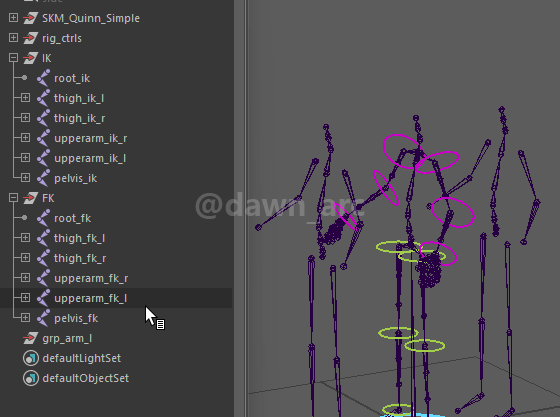 SKM_Quinn_Simple
rig_ctrls
IK
root_ik
thigh_ik_l
thigh_ik_r
upperarm_ik_r
upperarm_ik_l
pelvis_ik
FK
root_fk
thigh_fk_l
thigh_fk_r
upperarm_fk_r
upperarm_fk_l
pelvis_fk
grp_arm_l
defaultLightSet
defaultObjectSet
@dawn_arc